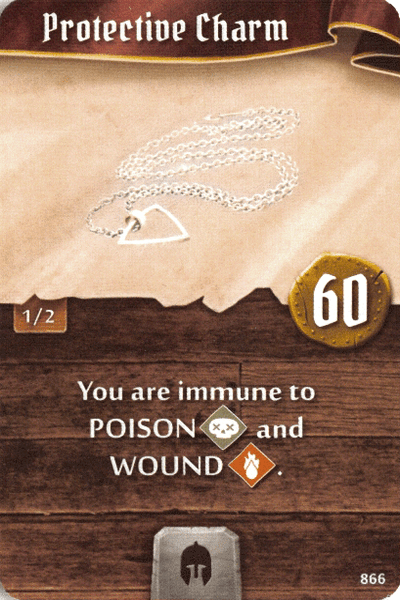 Protective Charm
60
1/2
You are immune to
POISON and
WOUND .
866